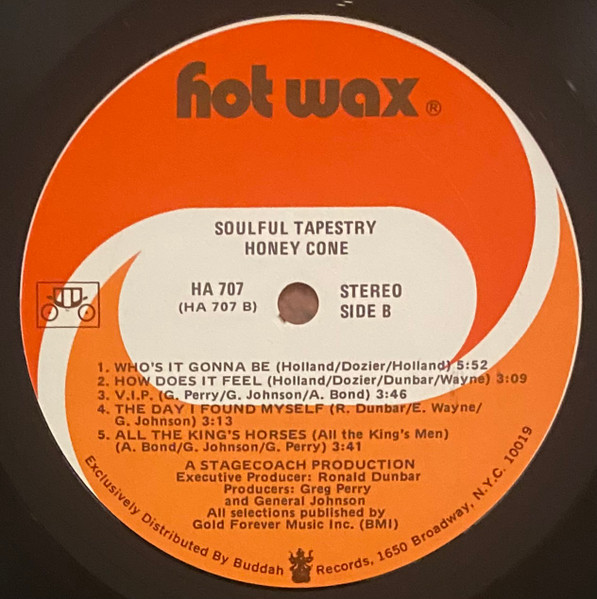 hot wax ®
SOULFUL TAPESTRY
HONEY CONE
HA 707
(HA 707 B)
STEREO
SIDE B
1. WHO'S IT GONNA BE (Holland/Dozier/Holland) 5:52
2. HOW DOES IT FEEL (Holland/Dozier/Dunbar/Wayne) 3:09
3. V.I.P. (G. Perry/G. Johnson/A. Bond) 3:46
4. THE DAY I FOUND MYSELF (R. Dunbar/E. Wayne/
G. Johnson) 3:13
5. ALL THE KING'S HORSES (All the King's Men)
(A. Bond/G. Johnson/G. Perry) 3:41
A STAGECOACH PRODUCTION
Executive Producer: Ronald Dunbar
Producers: Greg Perry
and General Johnson
All selections published by
Gold Forever Music Inc. (BMI)
Exclusively Distributed By Buddah Records, 1650 Broadway, N.Y.C. 10019